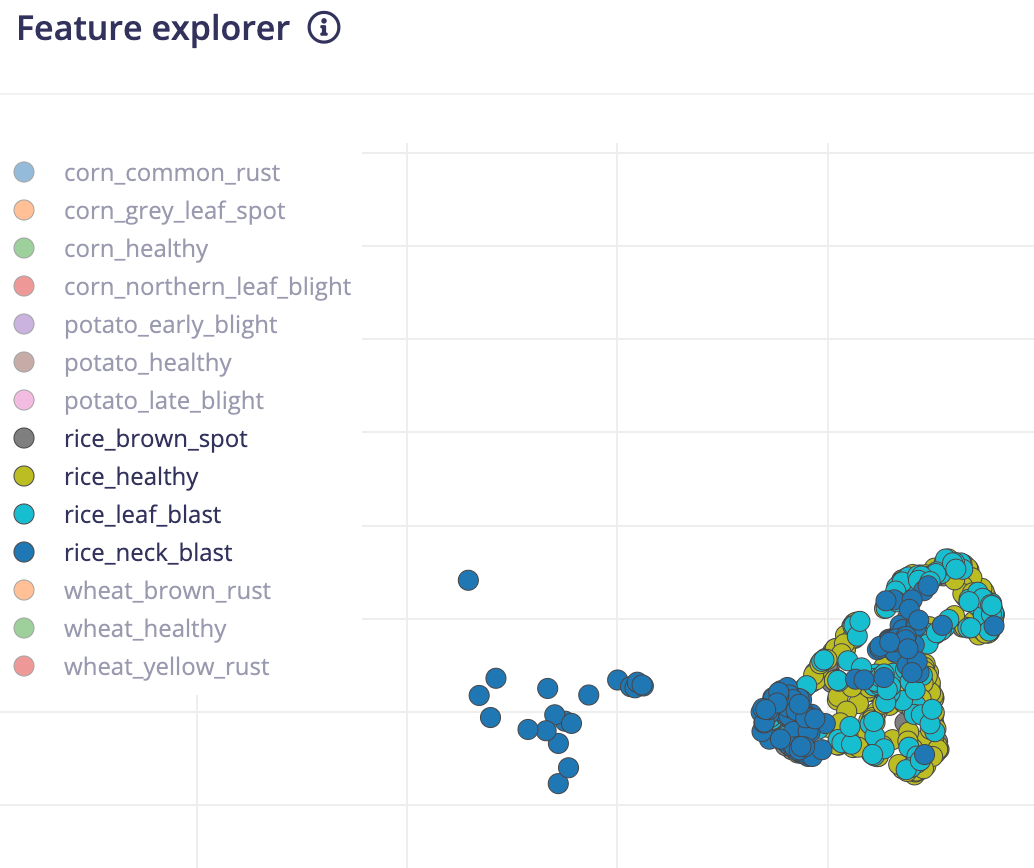 Feature explorer
corn_common_rust
corn_grey_leaf_spot
corn_healthy
corn_northern_leaf_blight
potato_early_blight
potato_healthy
potato_late_blight
rice_brown_spot
rice_healthy
rice_leaf_blast
rice_neck_blast
wheat_brown_rust
wheat_healthy
wheat_yellow_rust